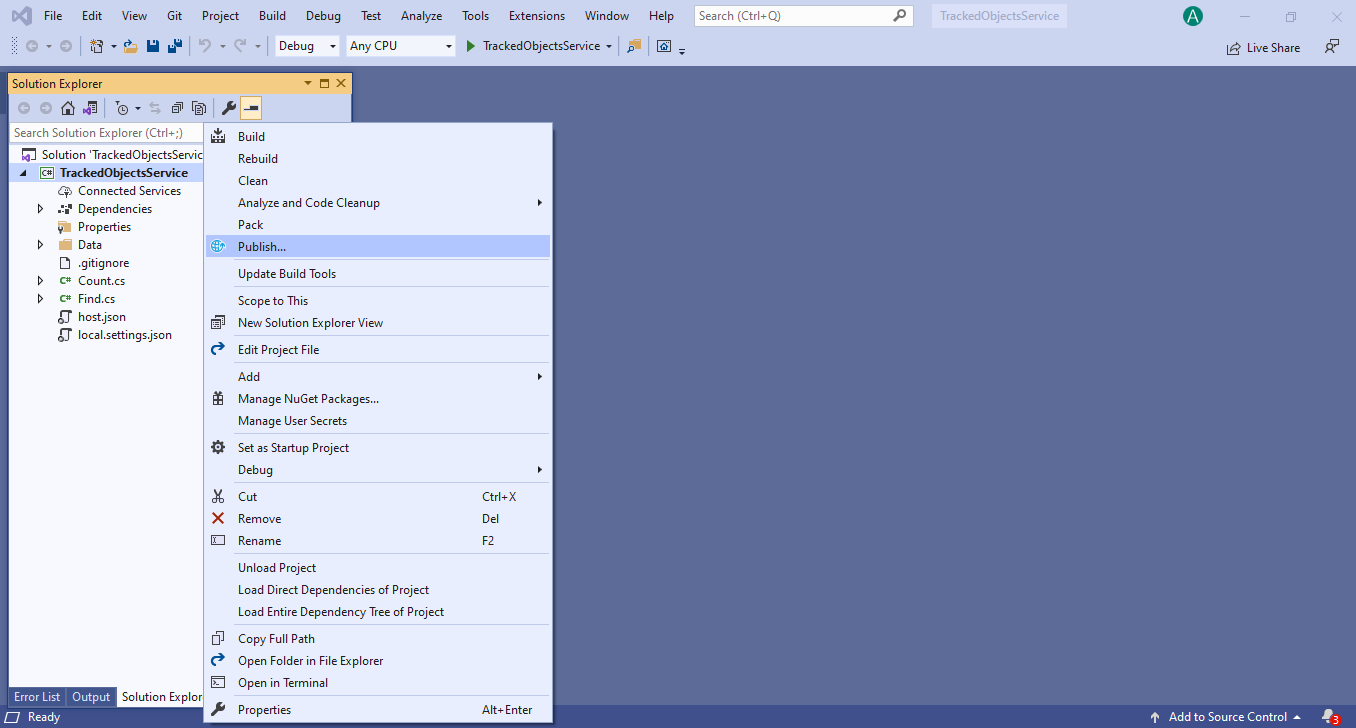 File Edit View Git Project Build Debug Test Analyze Tools Extensions Window Help Search (Ctrl+Q) TrackedObjectsService A
Debug Any CPU TrackedObjectsService Live Share
Solution Explorer
Search Solution Explorer (Ctrl+;)
Solution 'TrackedObjectsServic
C# TrackedObjectsService
Connected Services
Dependencies
Properties
Data
.gitignore
C# Count.cs
C# Find.cs
host.json
local.settings.json
Build
Rebuild
Clean
Analyze and Code Cleanup
Pack
Publish...
Update Build Tools
Scope to This
New Solution Explorer View
Edit Project File
Add
Manage NuGet Packages...
Manage User Secrets
Set as Startup Project
Debug
Cut Ctrl+X
Remove Del
Rename F2
Unload Project
Load Direct Dependencies of Project
Load Entire Dependency Tree of Project
Copy Full Path
Open Folder in File Explorer
Open in Terminal
Properties Alt+Enter
Error List Output Solution Explor
Ready Add to Source Control 3